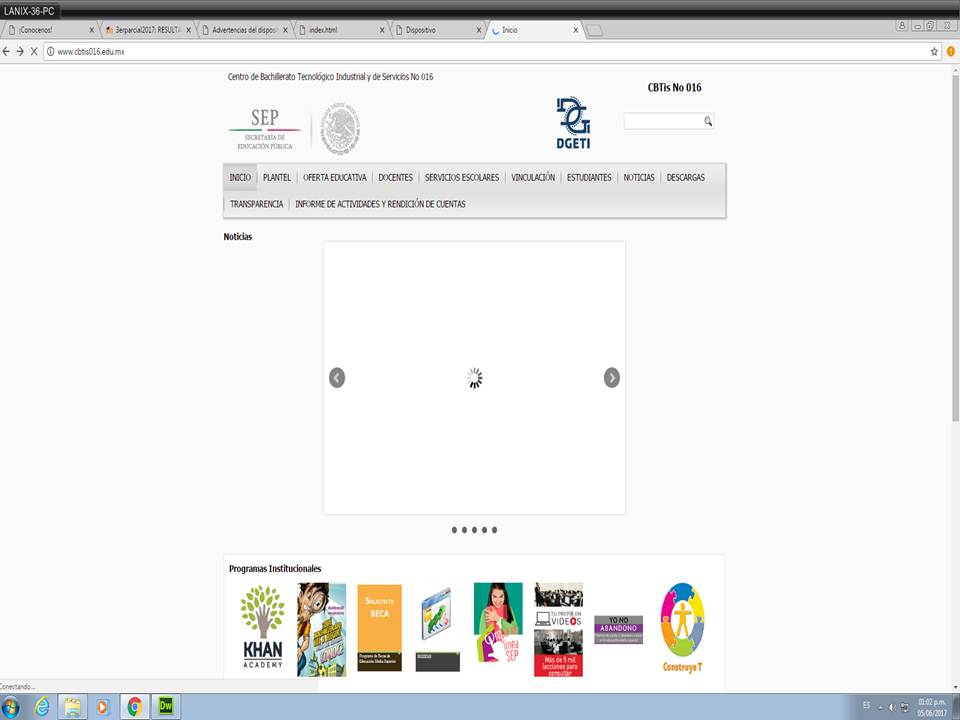 LANIX-36-PC
¡Conocenos!
3erparcial2017: RESULTA
Advertencias del disposi
index.html
Dispositivo
Inicio
www.cbtis016.edu.mx
Centro de Bachillerato Tecnológico Industrial y de Servicios No 016
CBTis No 016
SEP
SECRETARÍA DE
EDUCACIÓN PÚBLICA
DGETI
INICIO
PLANTEL
OFERTA EDUCATIVA
DOCENTES
SERVICIOS ESCOLARES
VINCULACIÓN
ESTUDIANTES
NOTICIAS
DESCARGAS
TRANSPARENCIA
INFORME DE ACTIVIDADES Y RENDICIÓN DE CUENTAS
Noticias
Programas Institucionales
KHAN
ACADEMY
SOLICITA TU
BECA
Programa de Becas de
Educación Media Superior
línea
SEP
TU PREP@ EN
VIDEOS
Más de 5 mil
lecciones para
consultar
YO NO
ABANDONO
Construye T
Conectando...
Dw
ES
01:02 p.m.
05/06/2017